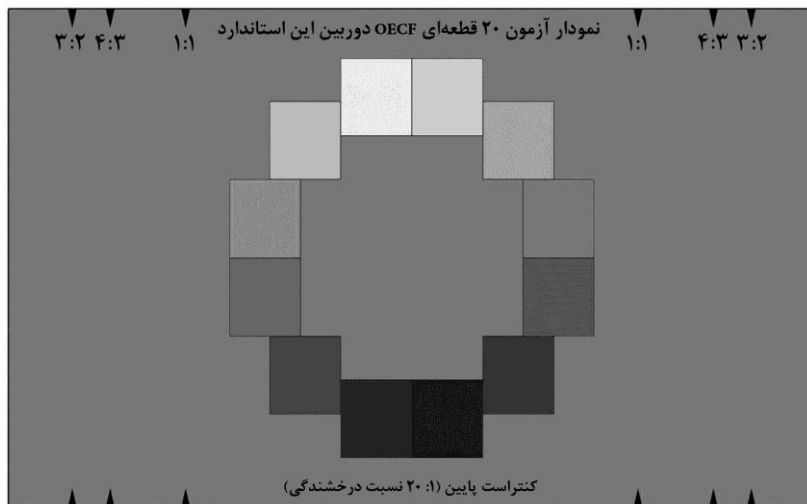 نمودار آزمون ۲۰ قطعه‌ای OECF دوربین این استاندارد
۳:۲ ۴:۳ ۱:۱ ۱:۱ ۴:۳ ۳:۲
کنتراست پایین (۱: ۲۰ نسبت درخشندگی)